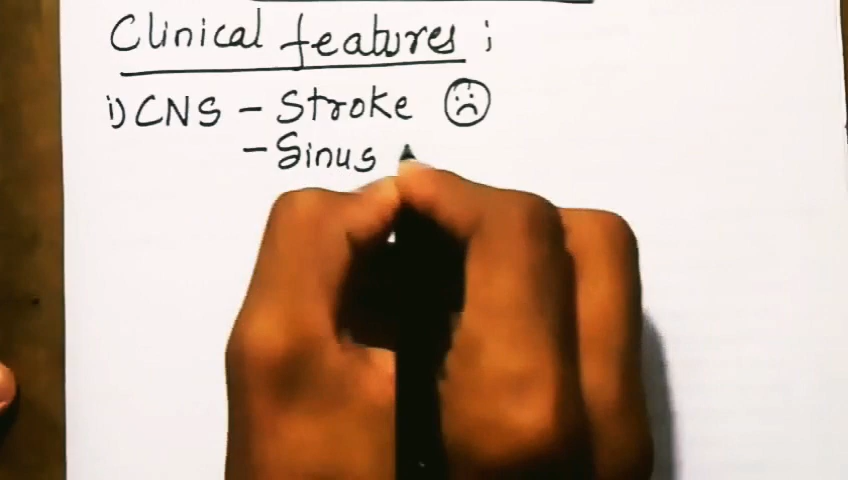 Clinical features ;
i) CNS - Stroke
- Sinus